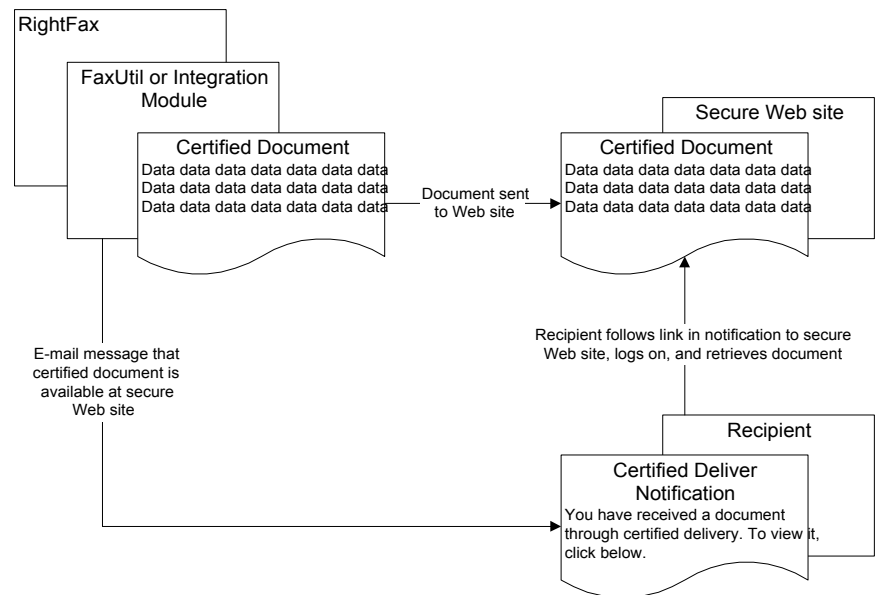 RightFax
FaxUtil or Integration
Module
Certified Document
Data data data data data data data
Data data data data data data data
Data data data data data data data
Document sent
to Web site
Secure Web site
Certified Document
Data data data data data data data
Data data data data data data data
Data data data data data data data
E-mail message that
certified document is
available at secure
Web site
Recipient follows link in notification to secure
Web site, logs on, and retrieves document
Recipient
Certified Deliver
Notification
You have received a document
through certified delivery. To view it,
click below.